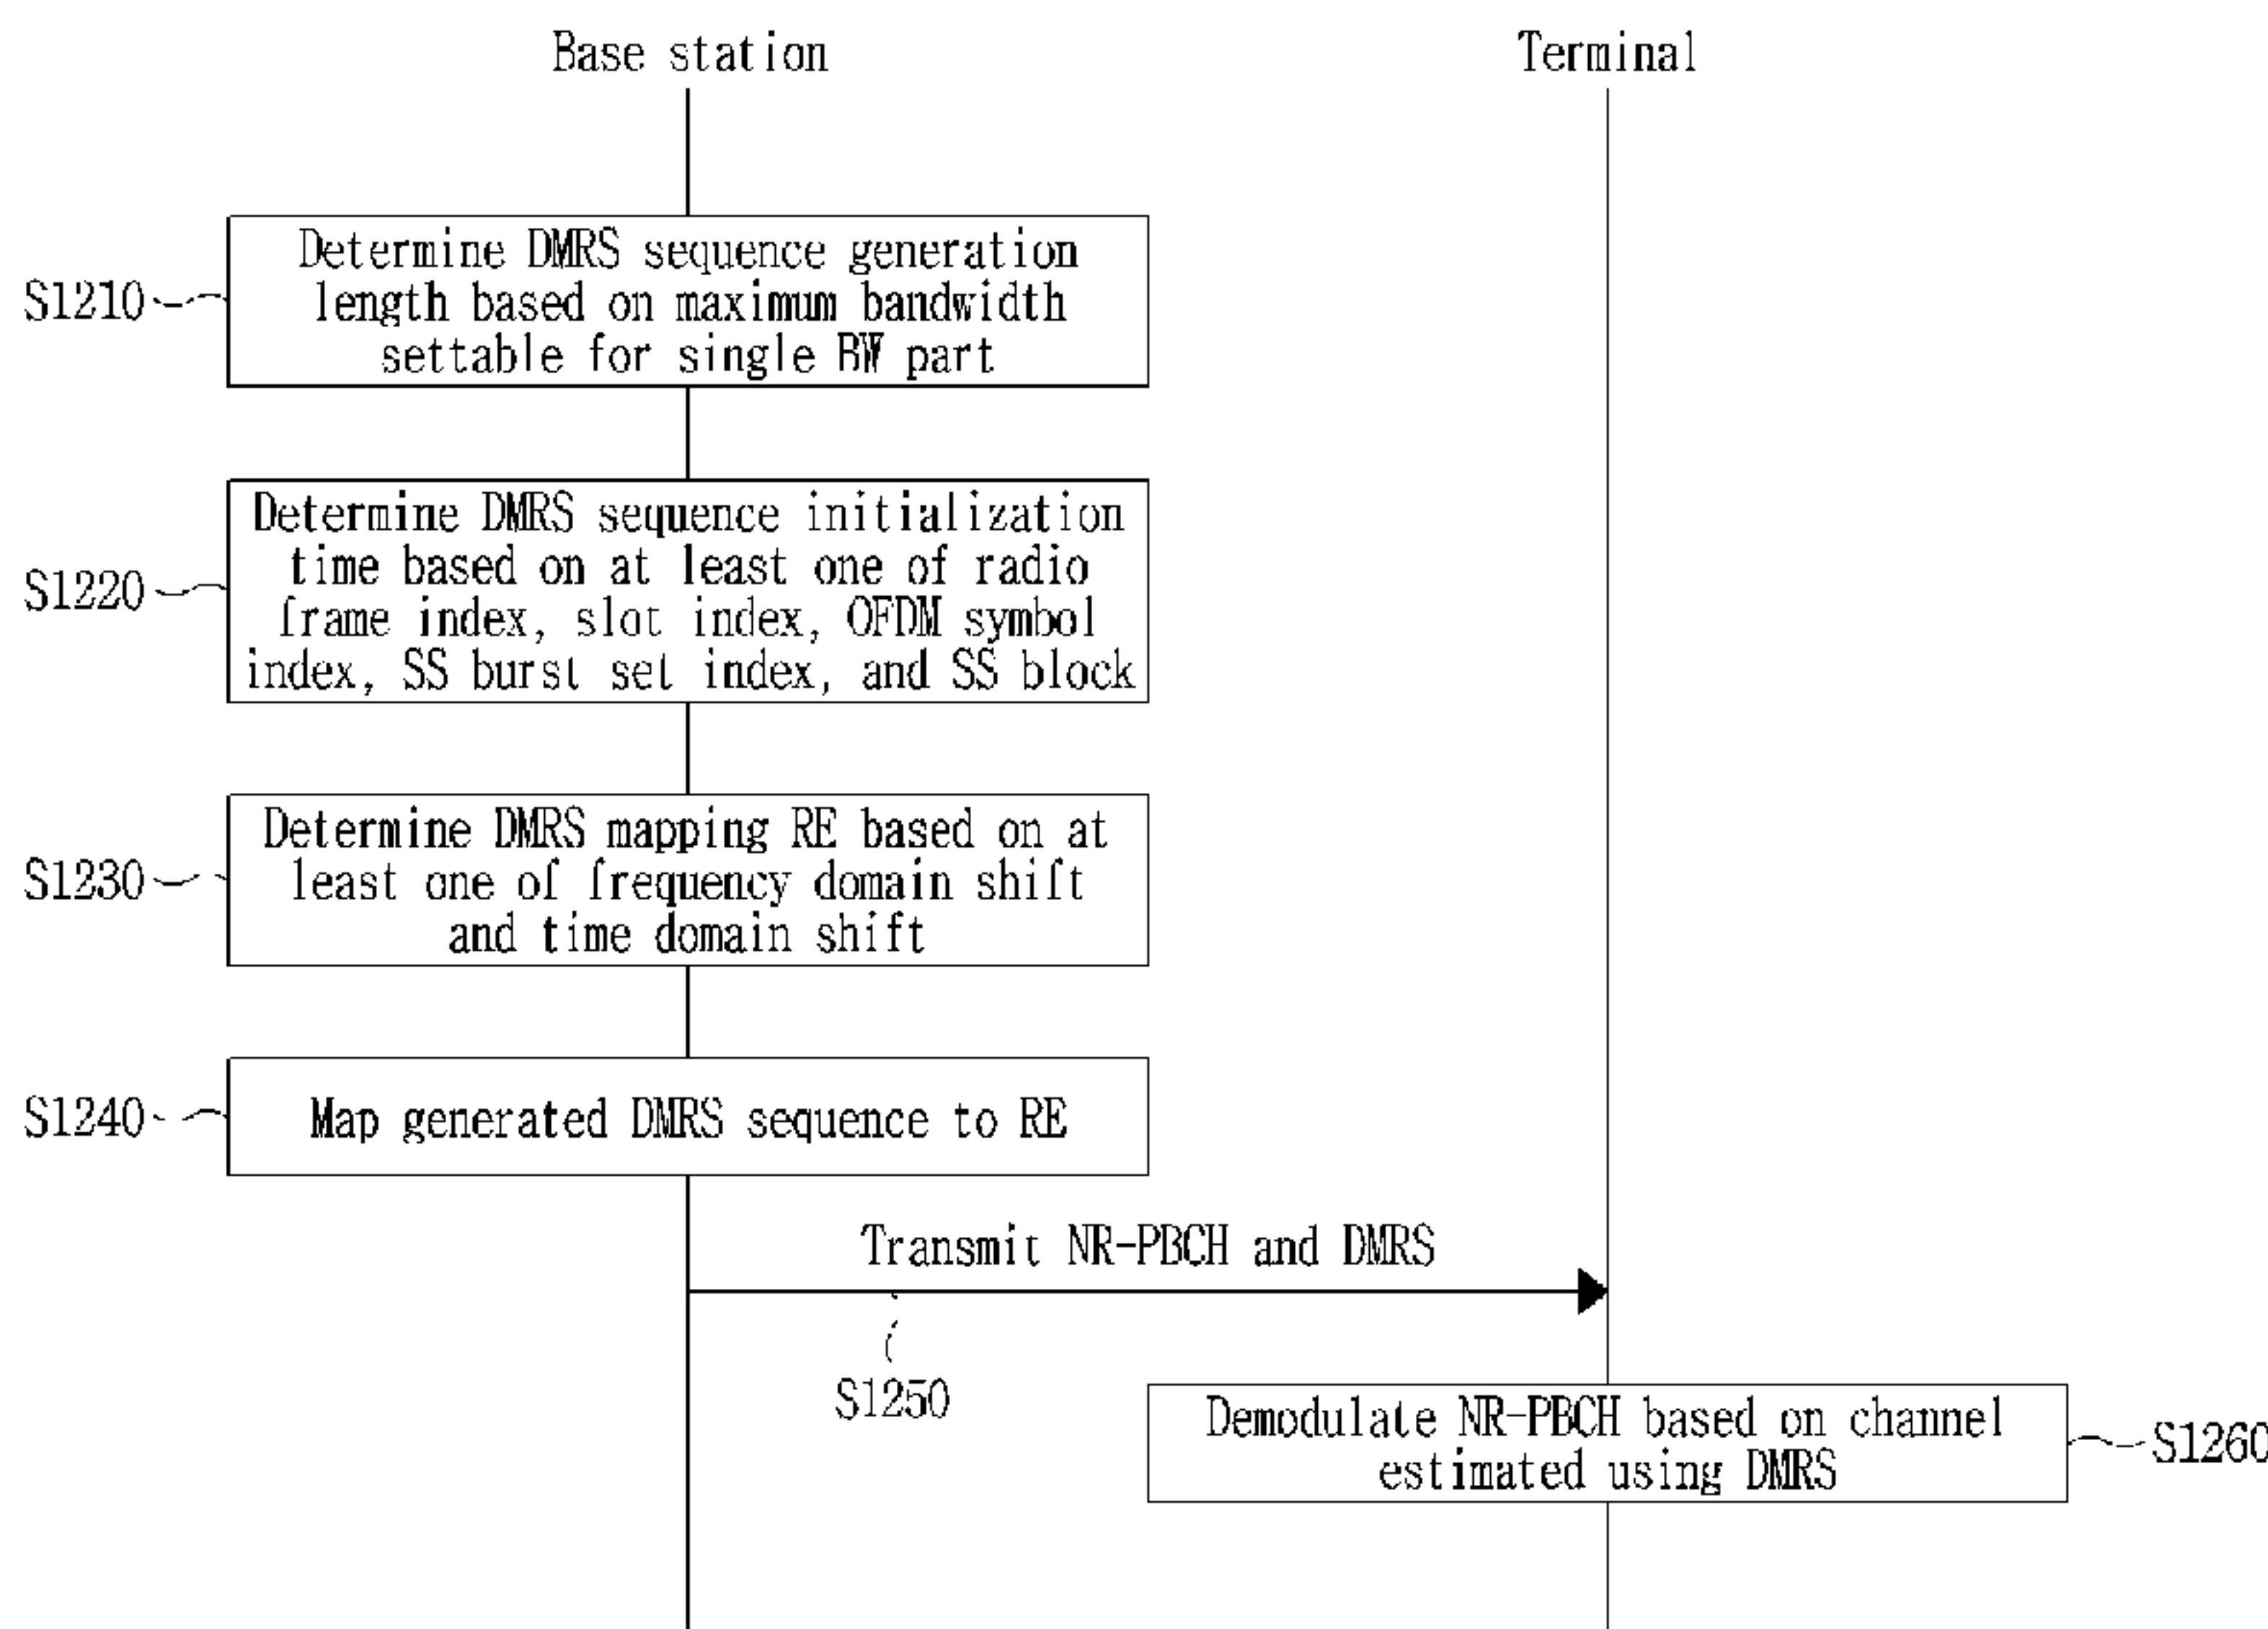 Base station
Terminal
S1210
Determine DMRS sequence generation
length based on maximum bandwidth
settable for single BW part
S1220
Determine DMRS sequence initialization
time based on at least one of radio
frame index, slot index, OFDM symbol
index, SS burst set index, and SS block
S1230
Determine DMRS mapping RE based on at
least one of frequency domain shift
and time domain shift
S1240
Map generated DMRS sequence to RE
Transmit NR-PBCH and DMRS
S1250
Demodulate NR-PBCH based on channel
estimated using DMRS
S1260